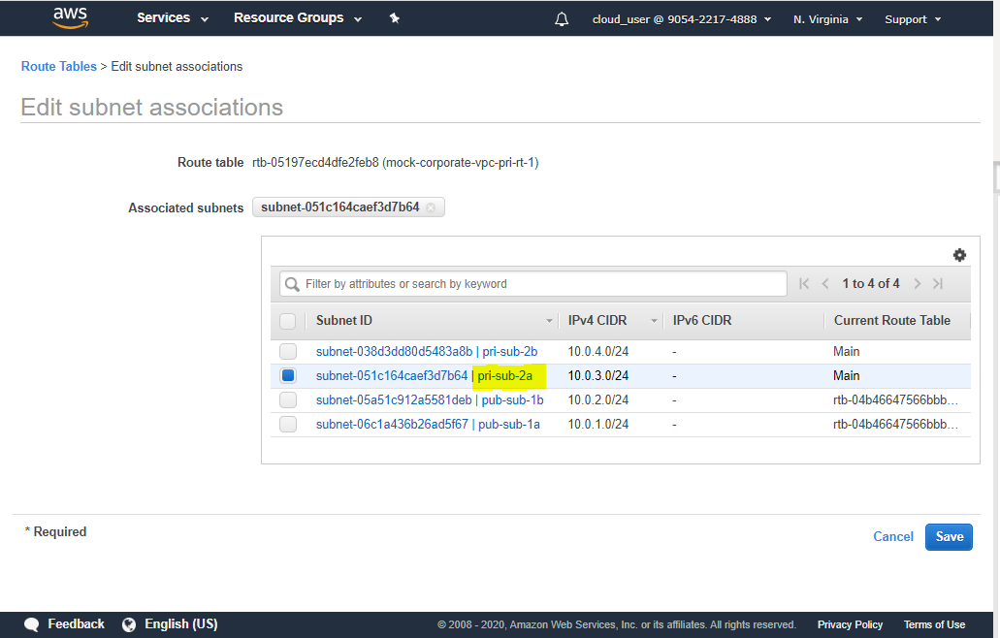 aws Services Resource Groups cloud_user @ 9054-2217-4888 N. Virginia Support
Route Tables > Edit subnet associations
Edit subnet associations
Route table rtb-05197ecd4dfe2feb8 (mock-corporate-vpc-pri-rt-1)
Associated subnets subnet-051c164caef3d7b64
Filter by attributes or search by keyword 1 to 4 of 4
Subnet ID IPv4 CIDR IPv6 CIDR Current Route Table
subnet-038d3dd80d5483a8b | pri-sub-2b 10.0.4.0/24 - Main
subnet-051c164caef3d7b64 | pri-sub-2a 10.0.3.0/24 - Main
subnet-05a51c912a5581deb | pub-sub-1b 10.0.2.0/24 - rtb-04b46647566bbb...
subnet-06c1a436b26ad5f67 | pub-sub-1a 10.0.1.0/24 - rtb-04b46647566bbb...
* Required
Cancel Save
Feedback English (US) © 2008 - 2020, Amazon Web Services, Inc. or its affiliates. All rights reserved. Privacy Policy Terms of Use